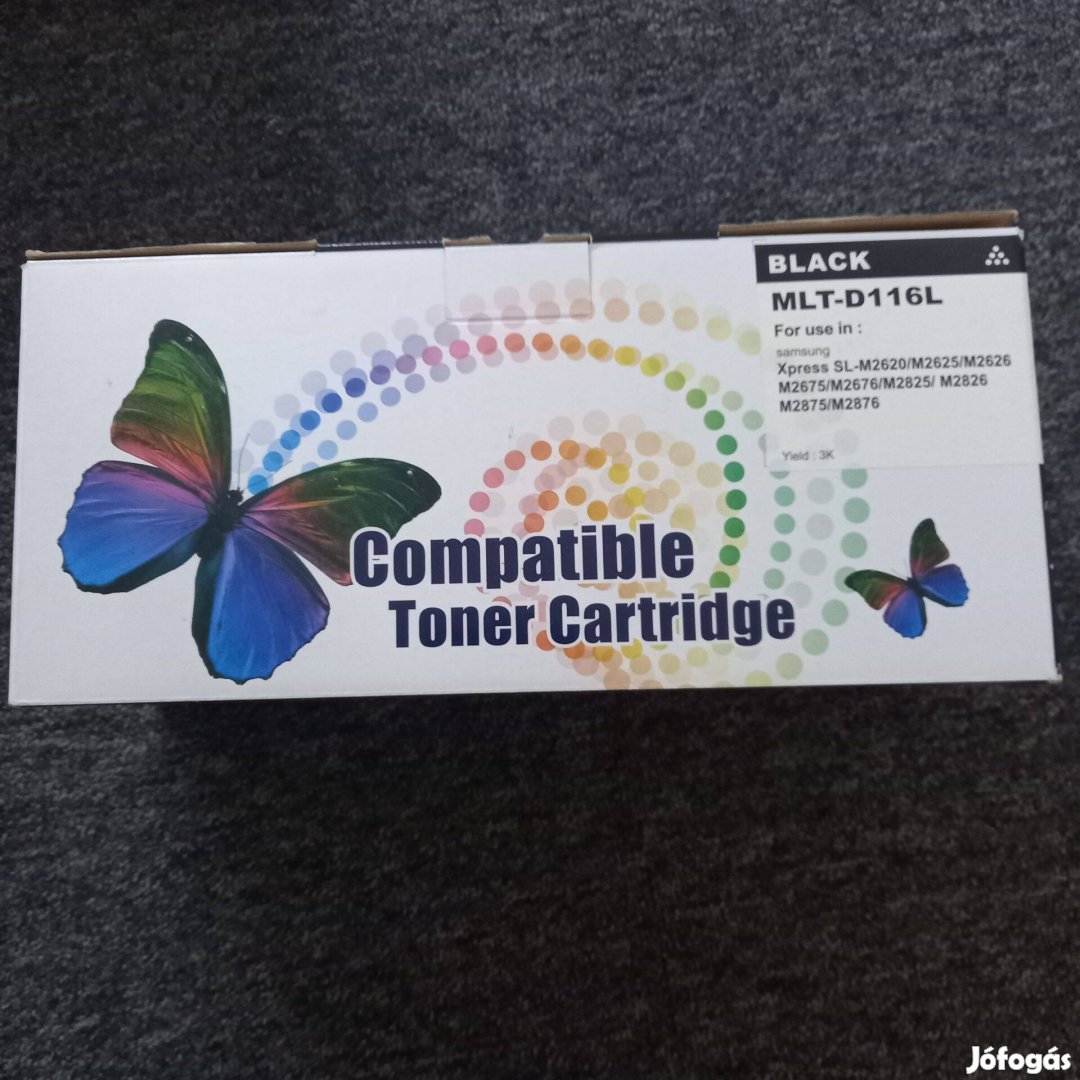 BLACK
MLT-D116L
For use in :
samsung
Xpress SL-M2620/M2625/M2626
M2675/M2676/M2825/ M2826
M2875/M2876
Yield : 3K
Compatible
Toner Cartridge
Jófogás